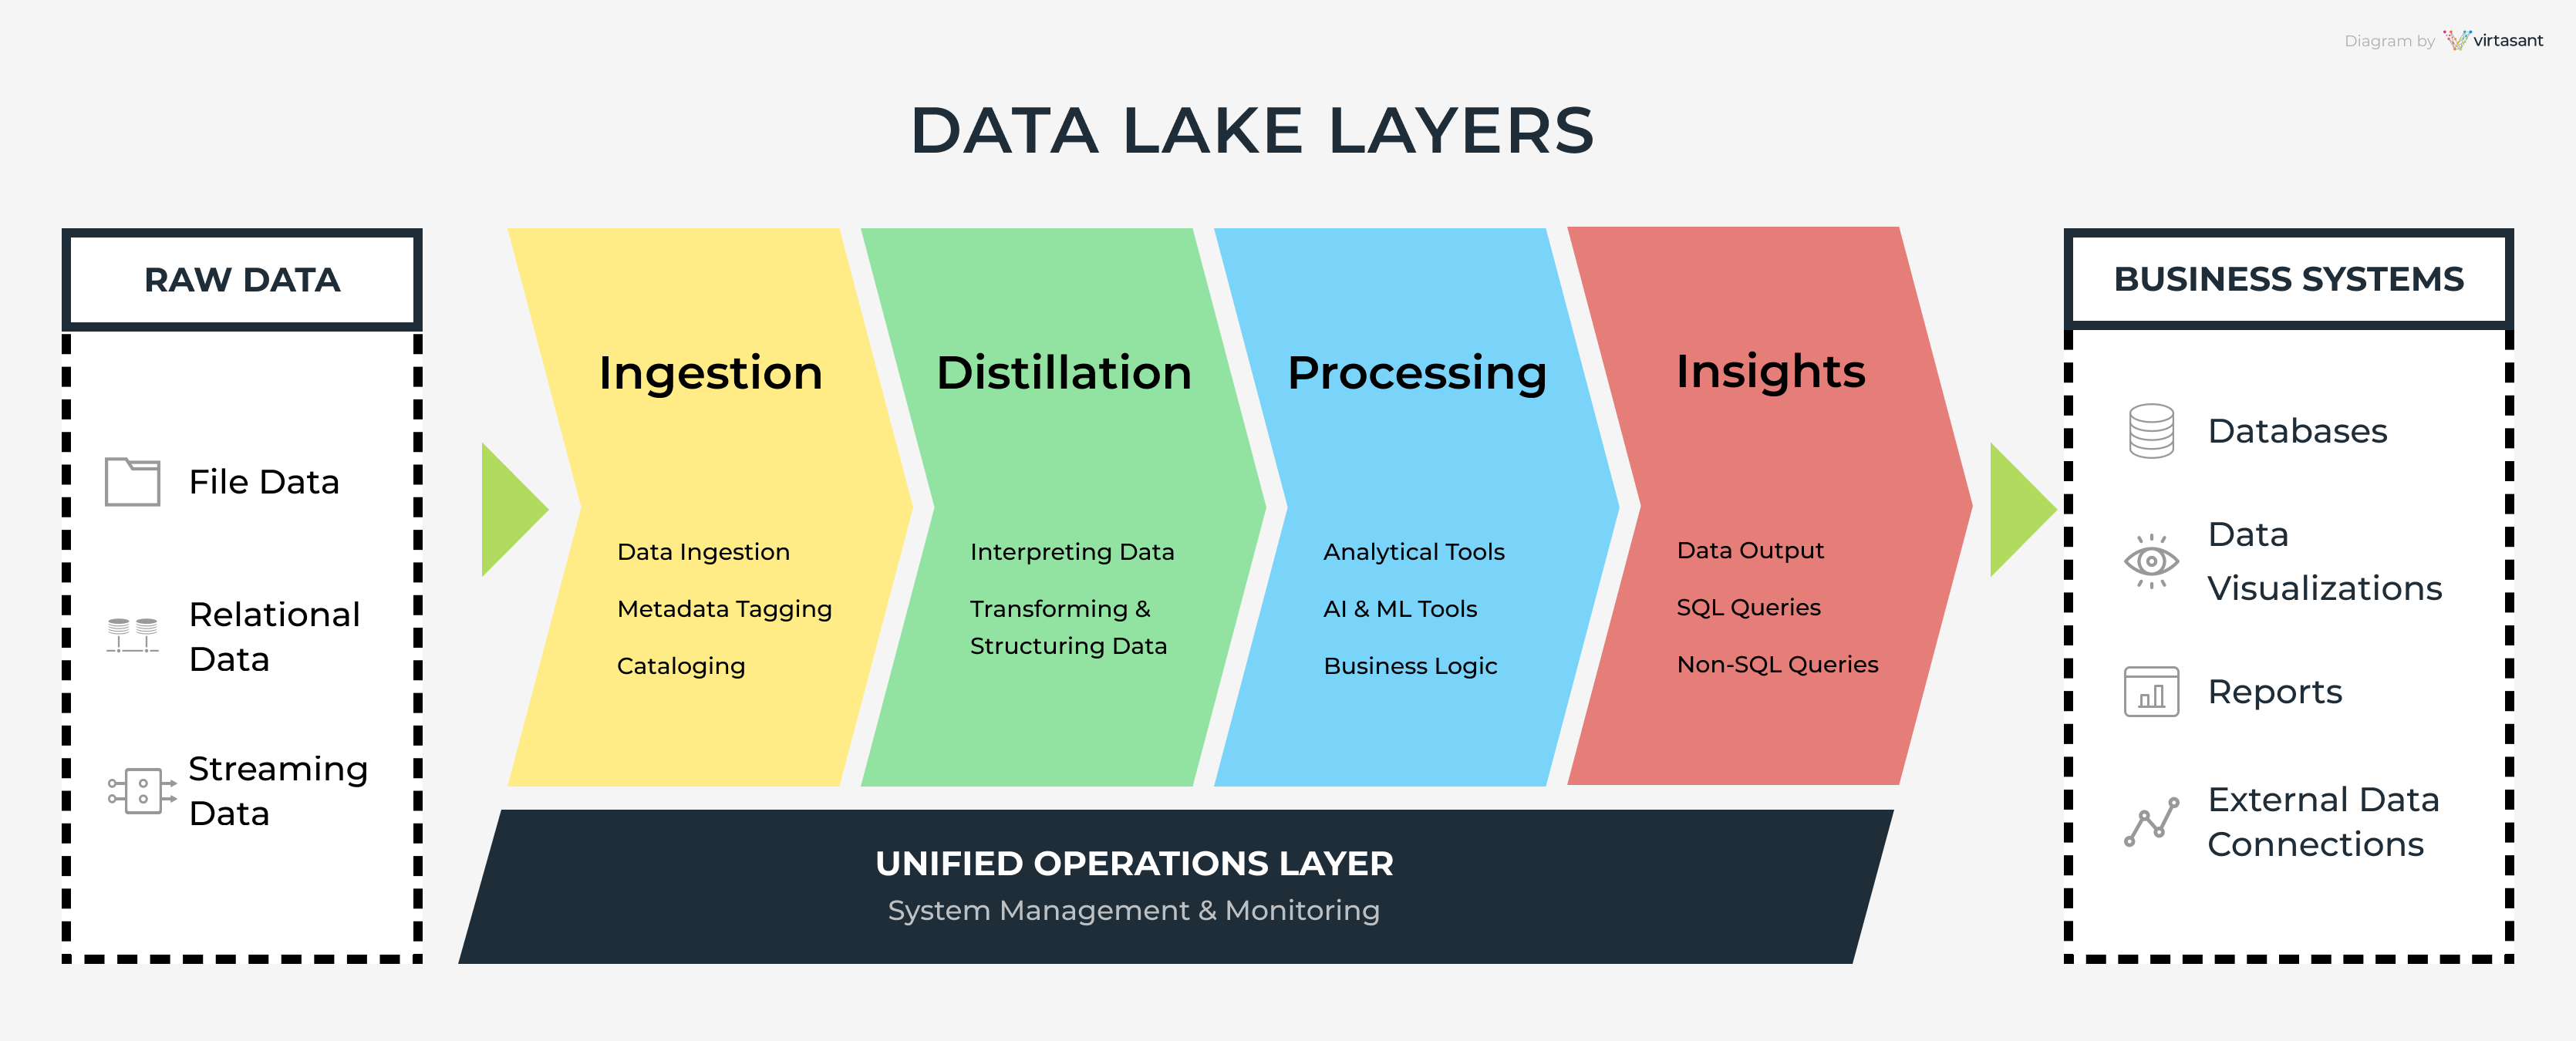 Diagram by virtasant
DATA LAKE LAYERS
RAW DATA
File Data
Relational
Data
Streaming
Data
Ingestion
Data Ingestion
Metadata Tagging
Cataloging
Distillation
Interpreting Data
Transforming &
Structuring Data
Processing
Analytical Tools
AI & ML Tools
Business Logic
Insights
Data Output
SQL Queries
Non-SQL Queries
UNIFIED OPERATIONS LAYER
System Management & Monitoring
BUSINESS SYSTEMS
Databases
Data
Visualizations
Reports
External Data
Connections